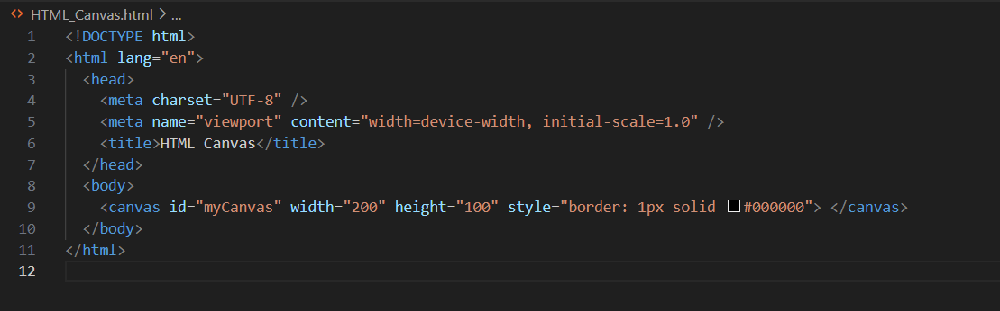 HTML_Canvas.html > ...
1 <!DOCTYPE html>
2 <html lang="en">
3 <head>
4 <meta charset="UTF-8" />
5 <meta name="viewport" content="width=device-width, initial-scale=1.0" />
6 <title>HTML Canvas</title>
7 </head>
8 <body>
9 <canvas id="myCanvas" width="200" height="100" style="border: 1px solid #000000"> </canvas>
10 </body>
11 </html>
12